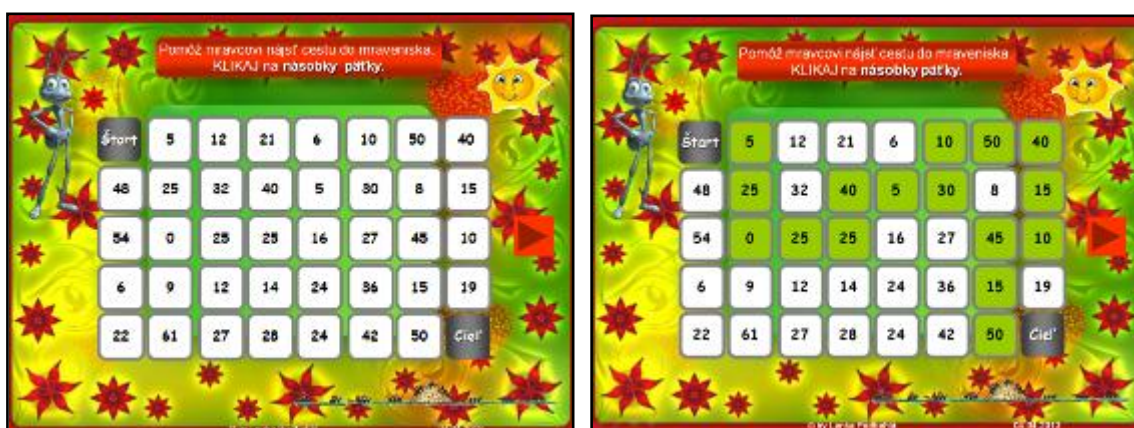 Pomôž mravcovi nájsť cestu do mraveniska.
KLIKAJ na násobky päťky.
Štart 5 12 21 6 10 50 40
48 25 32 40 5 30 8 15
54 0 25 25 16 27 45 10
6 9 12 14 24 36 15 19
22 61 27 28 24 42 50 Cieľ
Pomôž mravcovi nájsť cestu do mraveniska.
KLIKAJ na násobky päťky.
Štart 5 12 21 6 10 50 40
48 25 32 40 5 30 8 15
54 0 25 25 16 27 45 10
6 9 12 14 24 36 15 19
22 61 27 28 24 42 50 Cieľ